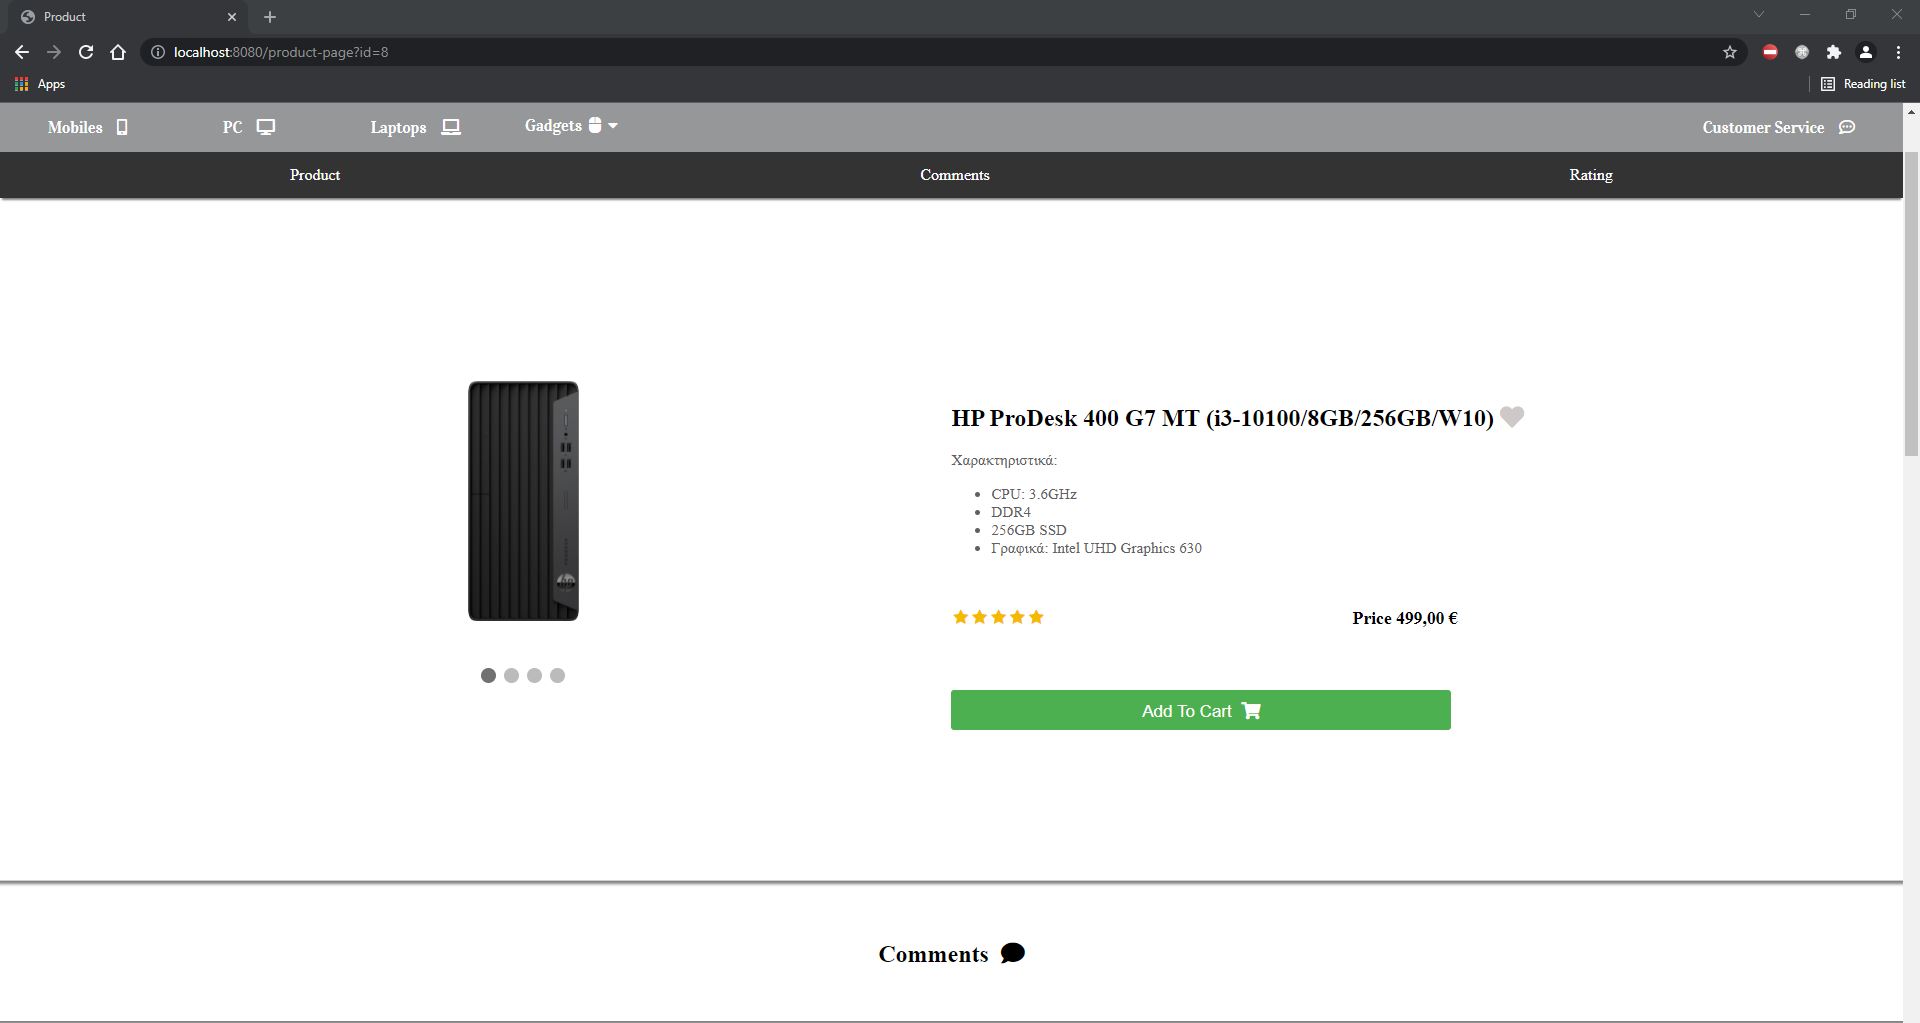 Product
localhost:8080/product-page?id=8
Apps
Reading list
Mobiles PC Laptops Gadgets Customer Service
Product Comments Rating
HP ProDesk 400 G7 MT (i3-10100/8GB/256GB/W10)
Χαρακτηριστικά:
CPU: 3.6GHz
DDR4
256GB SSD
Γραφικά: Intel UHD Graphics 630
Price 499,00 €
Add To Cart
Comments